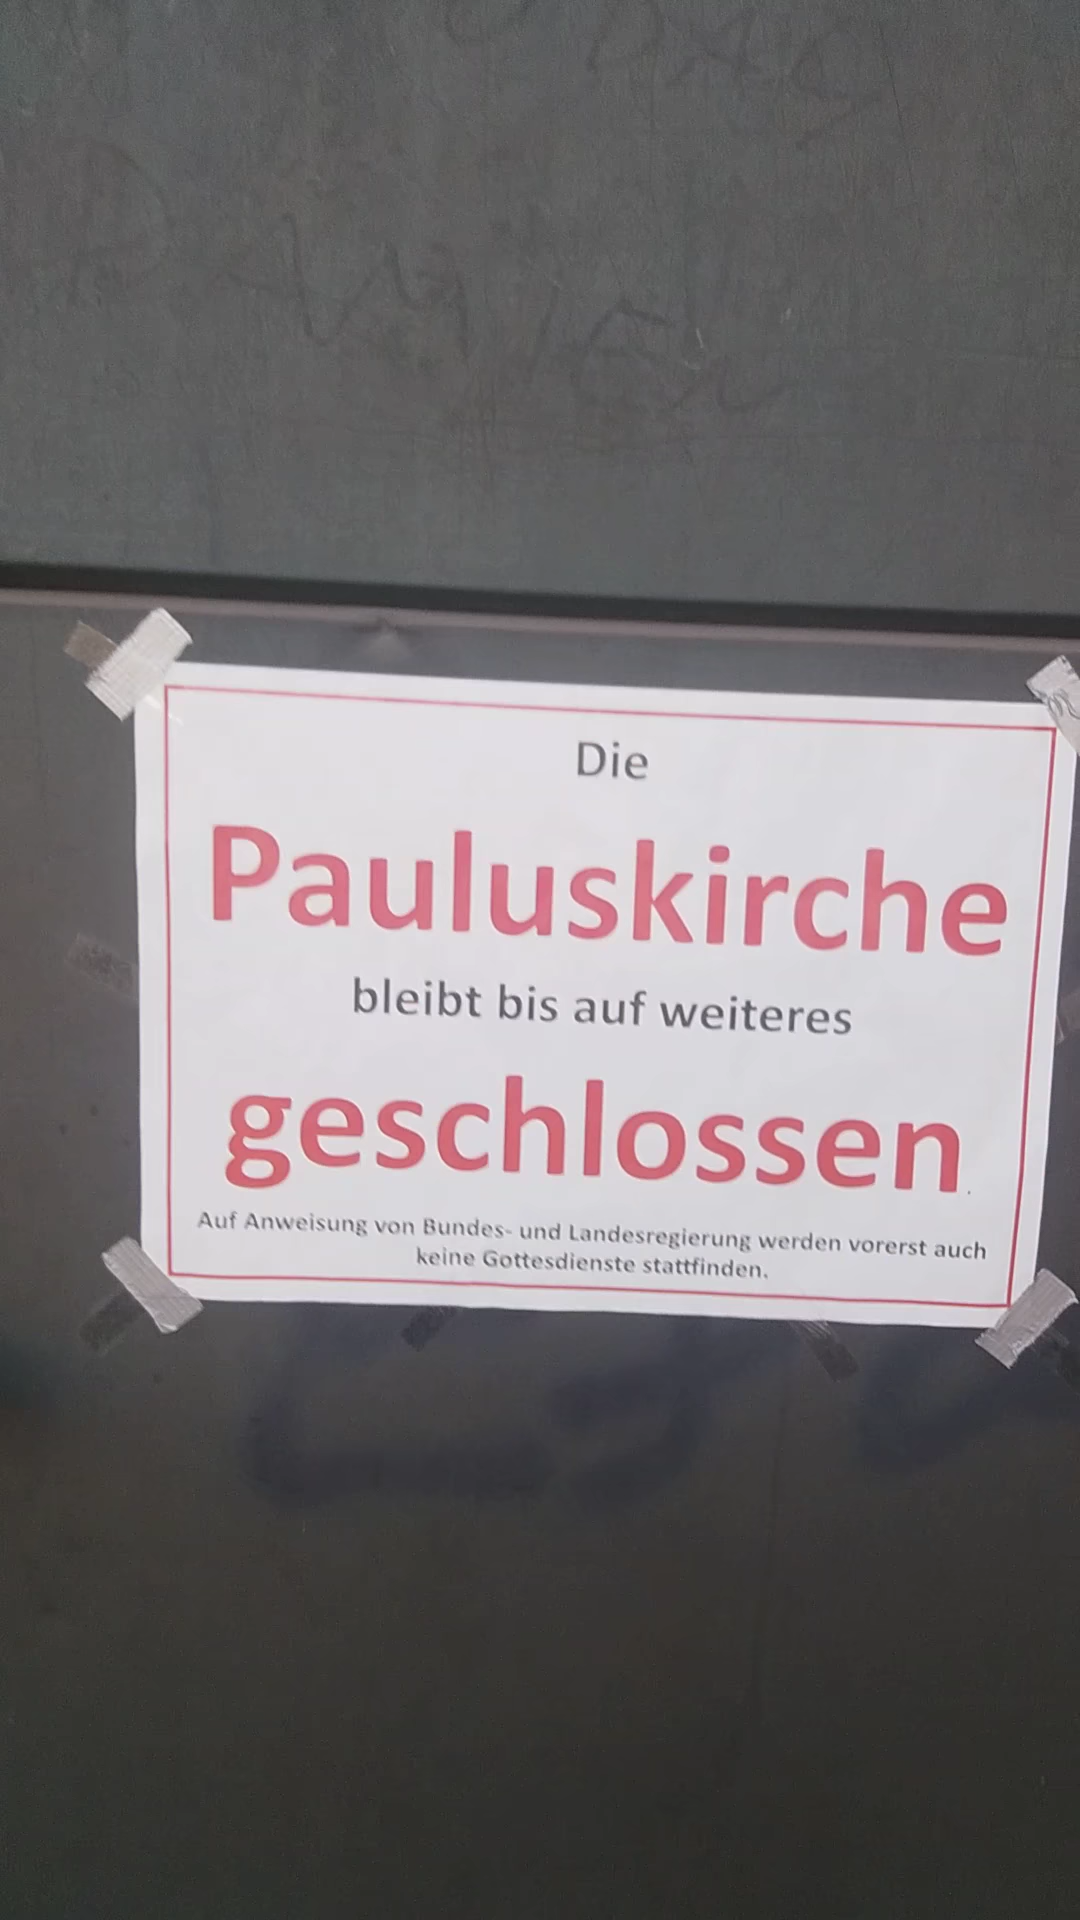 Die
Pauluskirche
bleibt bis auf weiteres
geschlossen.
Auf Anweisung von Bundes- und Landesregierung werden vorerst auch
keine Gottesdienste stattfinden.